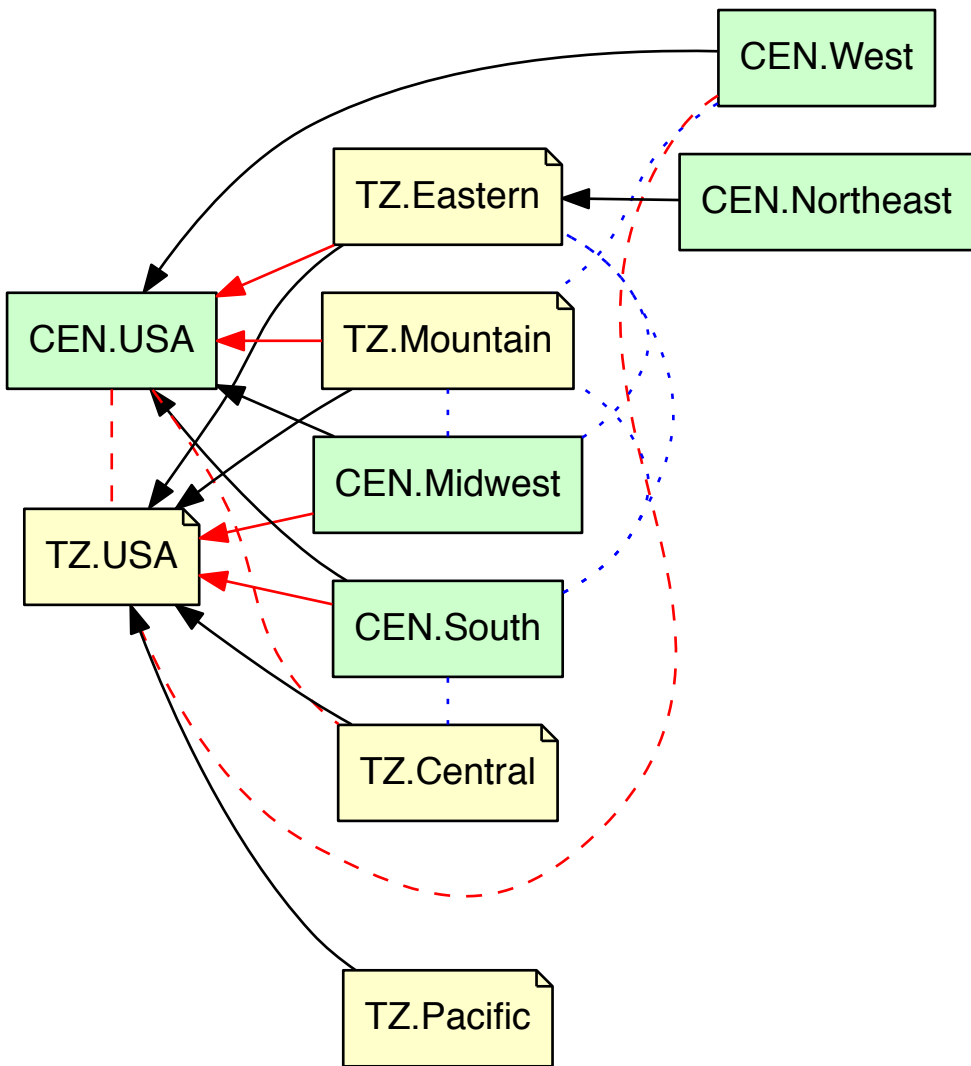 CEN.West
TZ.Eastern
CEN.Northeast
CEN.USA
TZ.Mountain
CEN.Midwest
TZ.USA
CEN.South
TZ.Central
TZ.Pacific